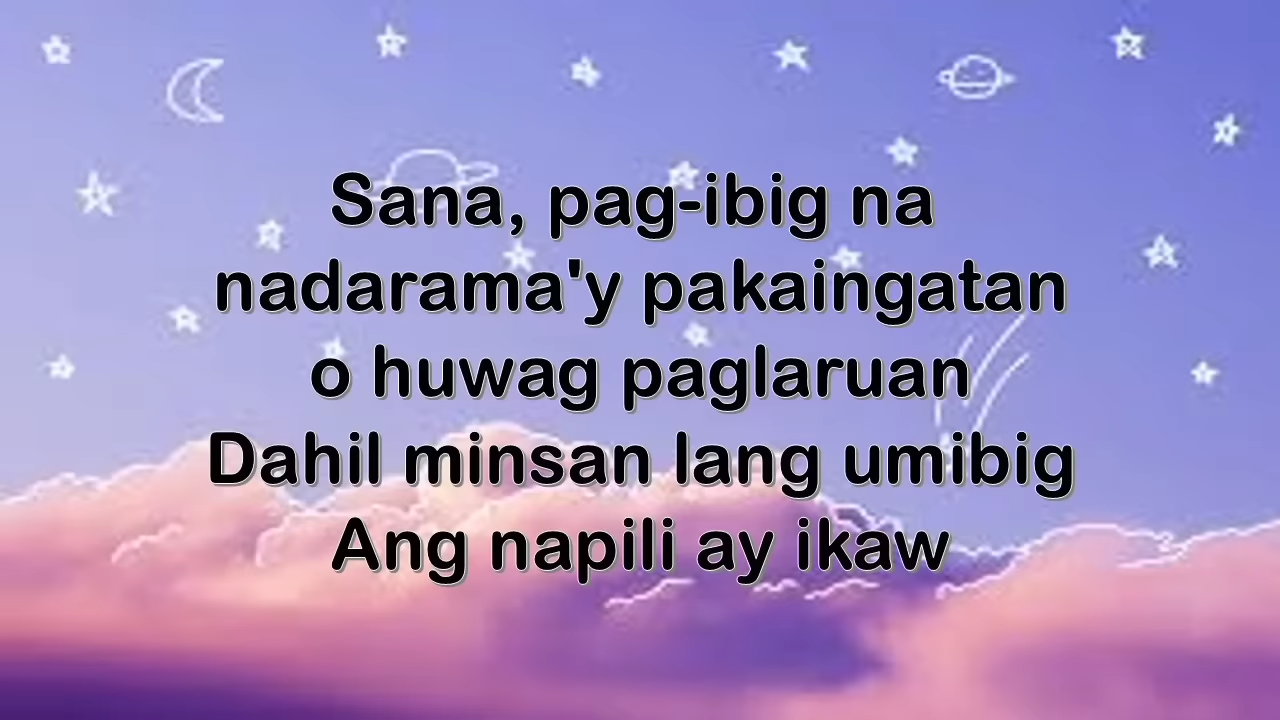 Sana, pag-ibig na
nadarama'y pakaingatan
o huwag paglaruan
Dahil minsan lang umibig
Ang napili ay ikaw